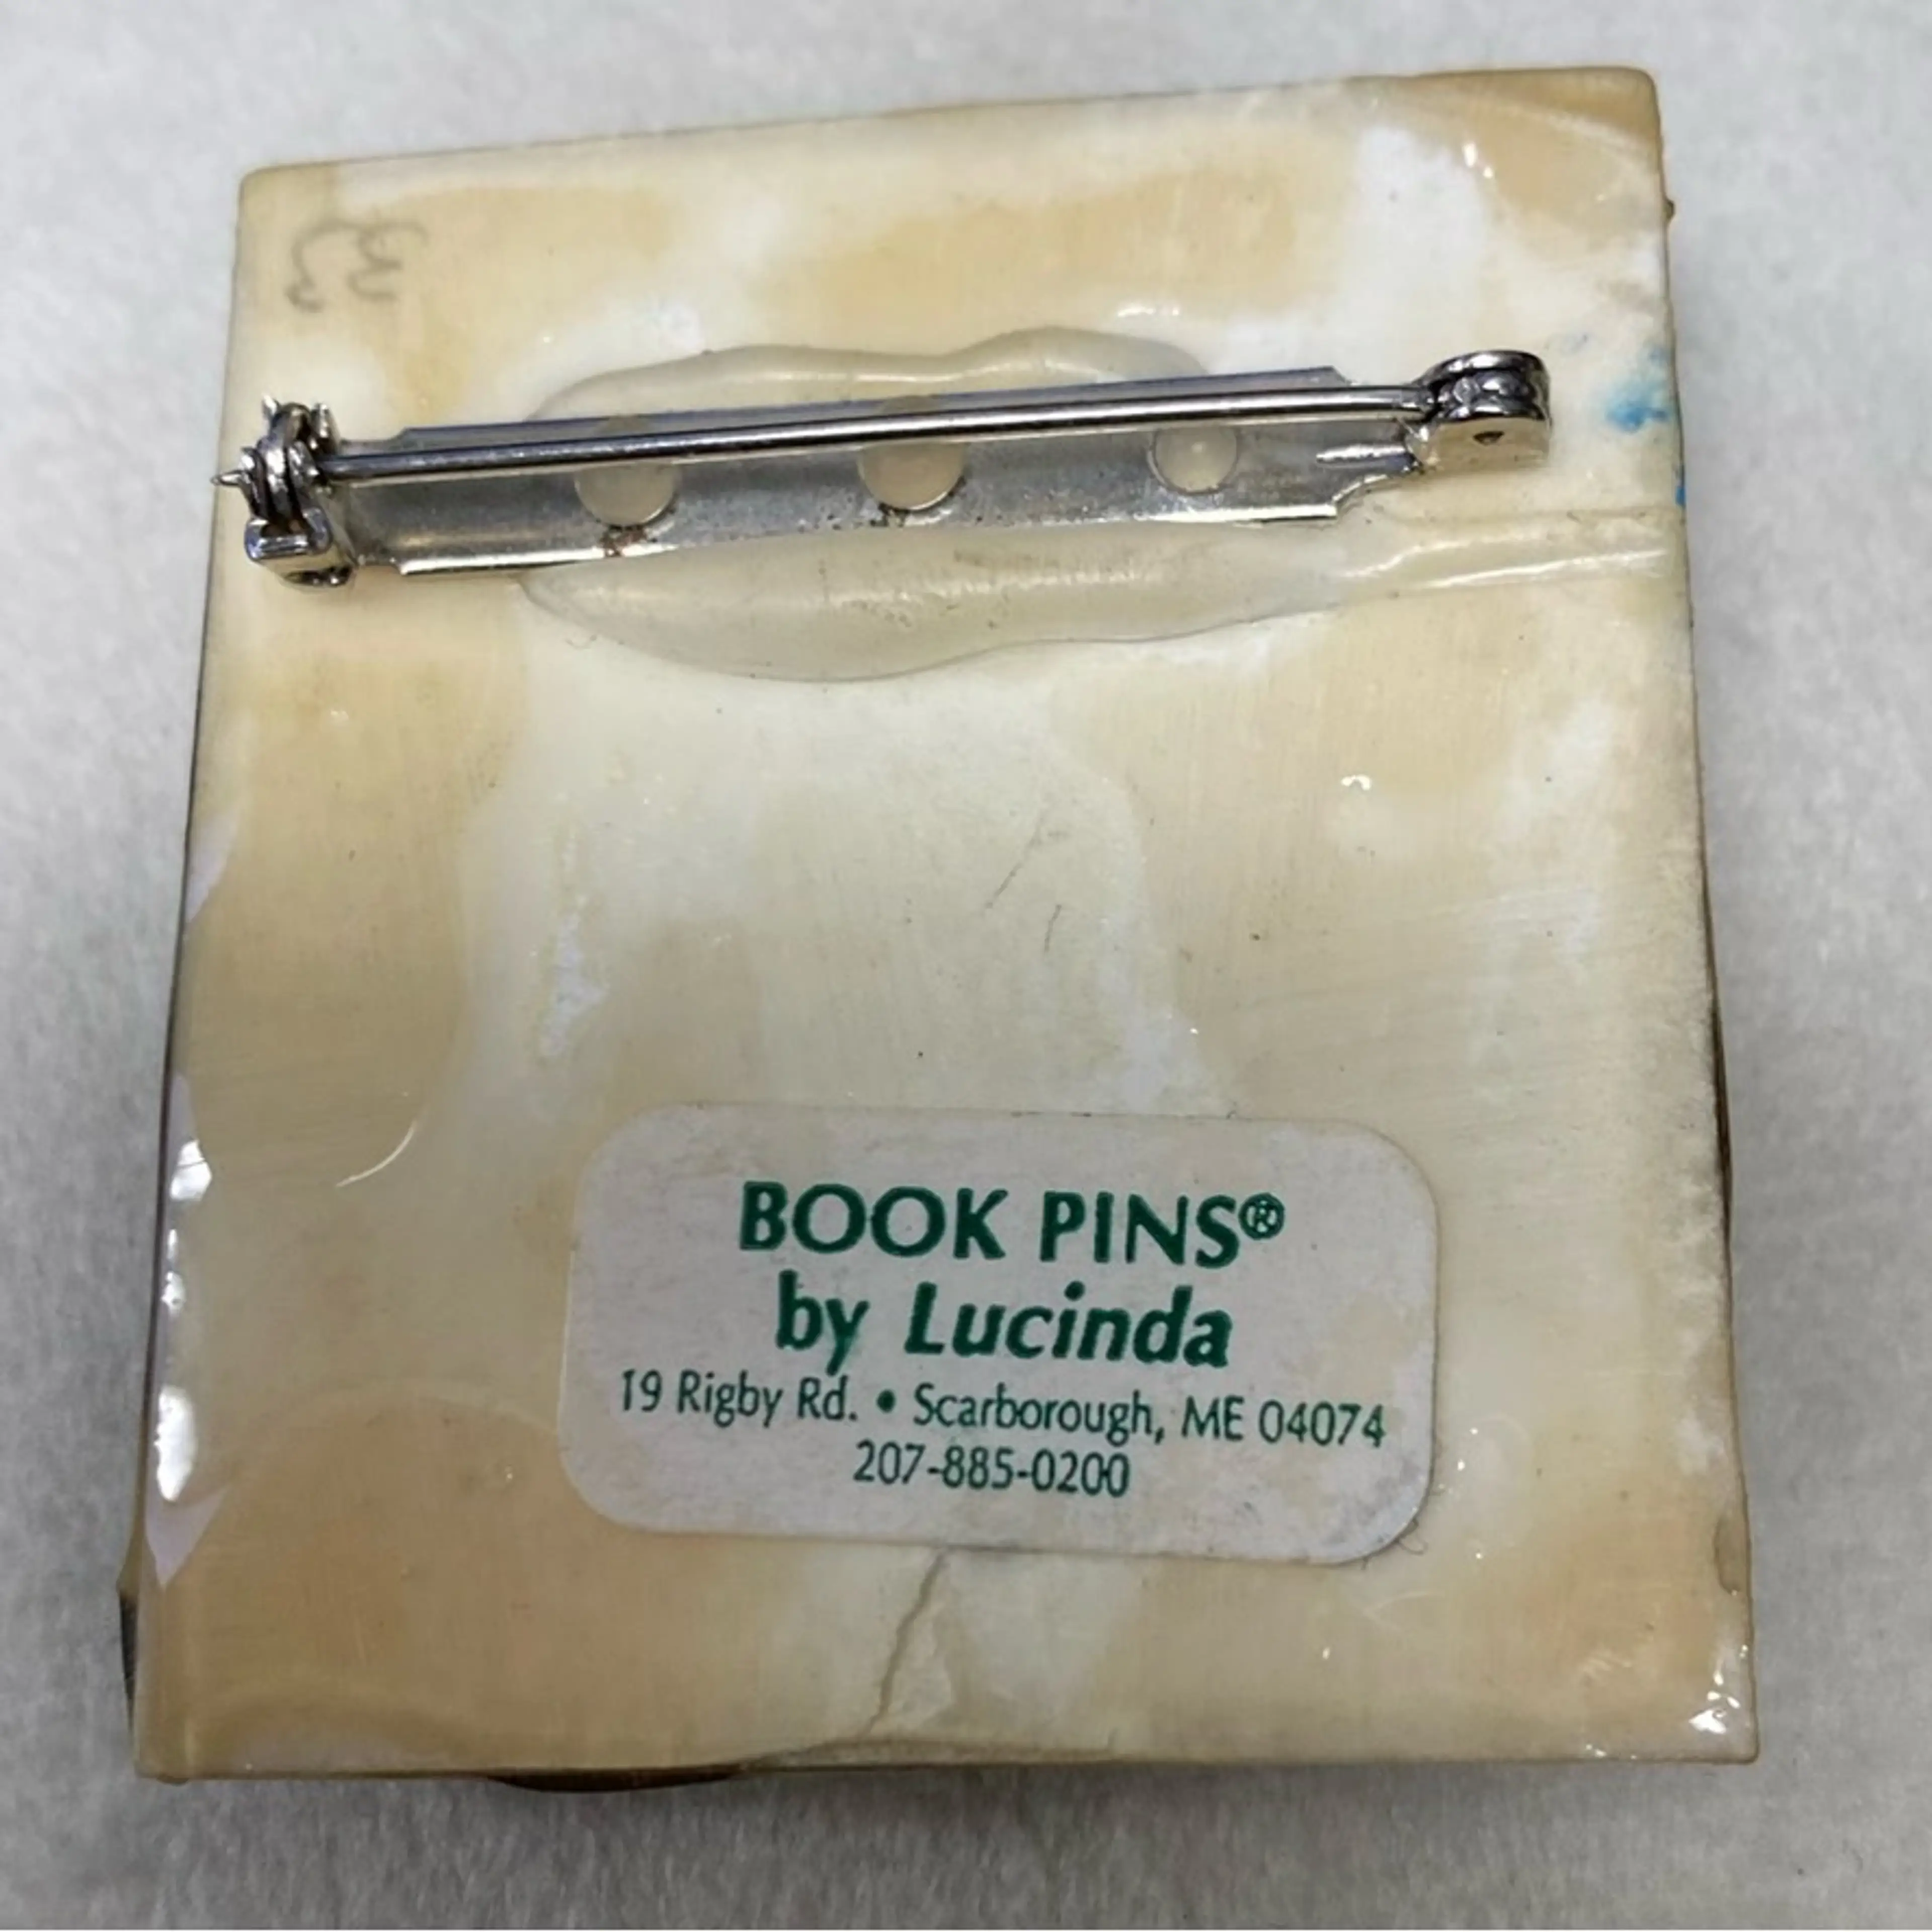 BOOK PINS®
by Lucinda
19 Rigby Rd. • Scarborough, ME 04074
207-885-0200